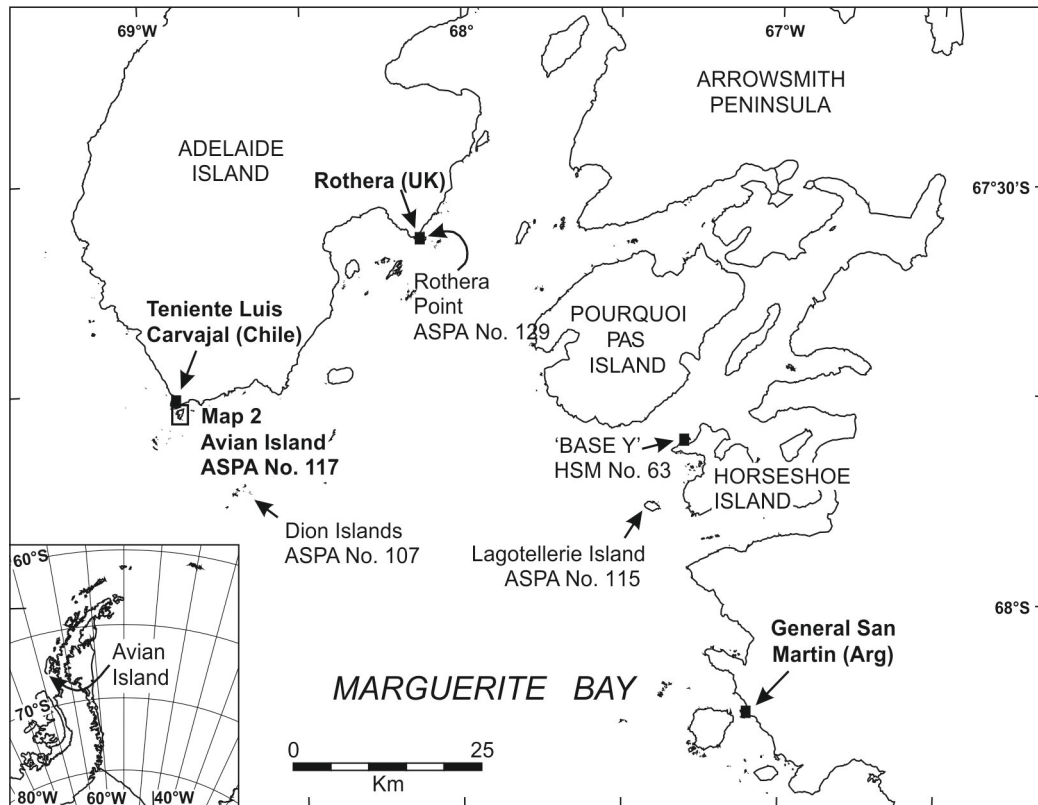 69°W
68°
67°W
ARROWSMITH
PENINSULA
ADELAIDE
ISLAND
Rothera (UK)
67°30'S
Rothera
Point
ASPA No. 129
Teniente Luis
Carvajal (Chile)
POURQUOI
PAS
ISLAND
Map 2
Avian Island
ASPA No. 117
'BASE Y'
HSM No. 63
HORSESHOE
ISLAND
Dion Islands
ASPA No. 107
Lagotellerie Island
ASPA No. 115
60°S
68°S
General San
Martin (Arg)
Avian
Island
MARGUERITE BAY
70°S
0
25
Km
80°W
60°W
40°W